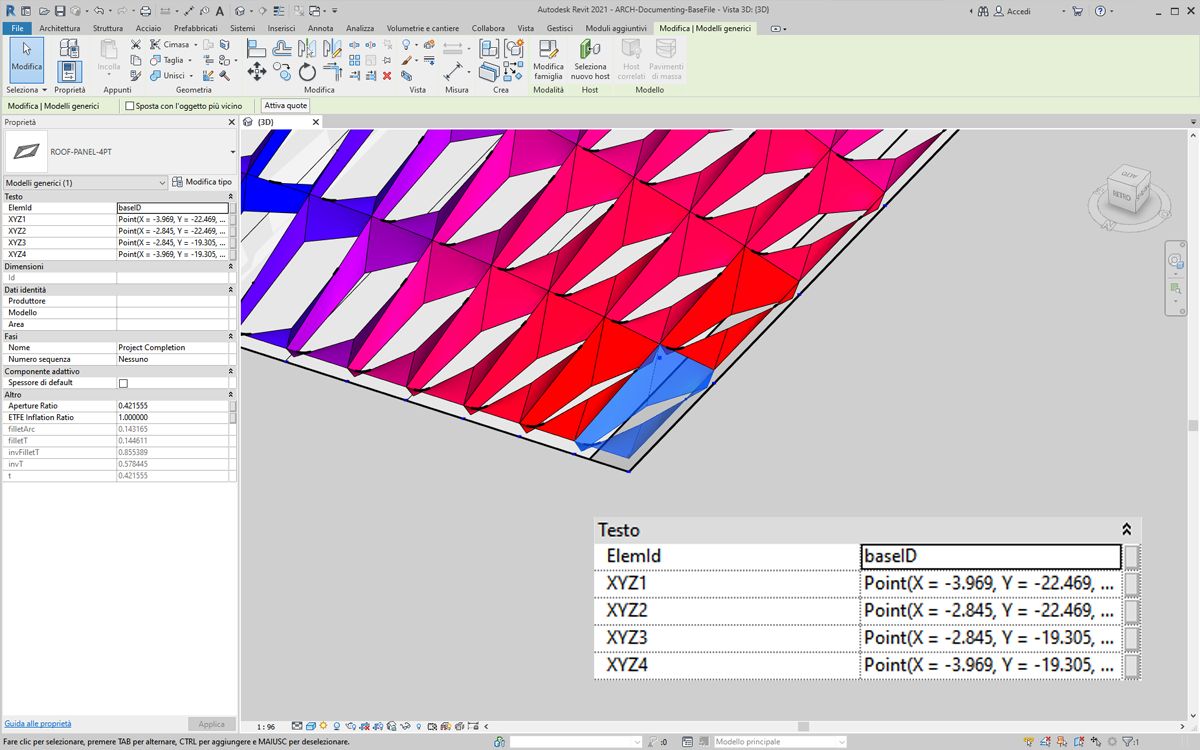 Autodesk Revit 2021 - ARCH-Documenting-BaseFile - Vista 3D: {3D}
Accedi
File Architettura Struttura Acciaio Prefabbricati Sistemi Inserisci Annota Analizza Volumetrie e cantiere Collabora Vista Gestisci Moduli aggiuntivi Modifica | Modelli generici
Modifica
Incolla
Cimasa
Taglia
Unisci
Modifica famiglia
Seleziona nuovo host
Host correlati
Pavimenti di massa
Seleziona Proprietà Appunti Geometria Modifica Vista Misura Crea Modalità Host Modello
Modifica | Modelli generici Sposta con l'oggetto più vicino Attiva quote
Proprietà
{3D}
ROOF-PANEL-4PT
Modelli generici (1) Modifica tipo
Testo
ElemId baseID
XYZ1 Point(X = -3.969, Y = -22.469, ...
XYZ2 Point(X = -2.845, Y = -22.469, ...
XYZ3 Point(X = -2.845, Y = -19.305, ...
XYZ4 Point(X = -3.969, Y = -19.305, ...
Dimensioni
Id
Dati identità
Produttore
Modello
Area
Fasi
Nome Project Completion
Numero sequenza Nessuno
Componente adattivo
Spessore di default
Altro
Aperture Ratio 0.421555
ETFE Inflation Ratio 1.000000
filletArc 0.143165
filletT 0.144611
invFilletT 0.855389
invT 0.578445
t 0.421555
RETRO
Testo
ElemId baseID
XYZ1 Point(X = -3.969, Y = -22.469, ...
XYZ2 Point(X = -2.845, Y = -22.469, ...
XYZ3 Point(X = -2.845, Y = -19.305, ...
XYZ4 Point(X = -3.969, Y = -19.305, ...
Guida alle proprietà Applica
1 : 96
Fare clic per selezionare, premere TAB per alternare, CTRL per aggiungere e MAIUSC per deselezionare.
:0
Modello principale
:1